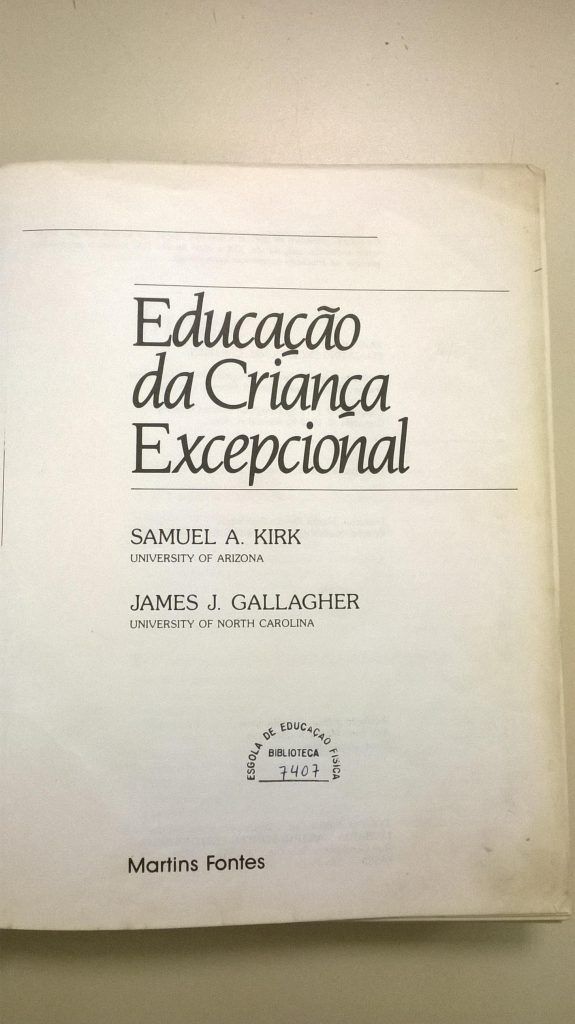 Educação
da Criança
Excepcional
SAMUEL A. KIRK
UNIVERSITY OF ARIZONA
JAMES J. GALLAGHER
UNIVERSITY OF NORTH CAROLINA
ESCOLA DE EDUCAÇÃO FISICA
BIBLIOTECA
7407
Martins Fontes